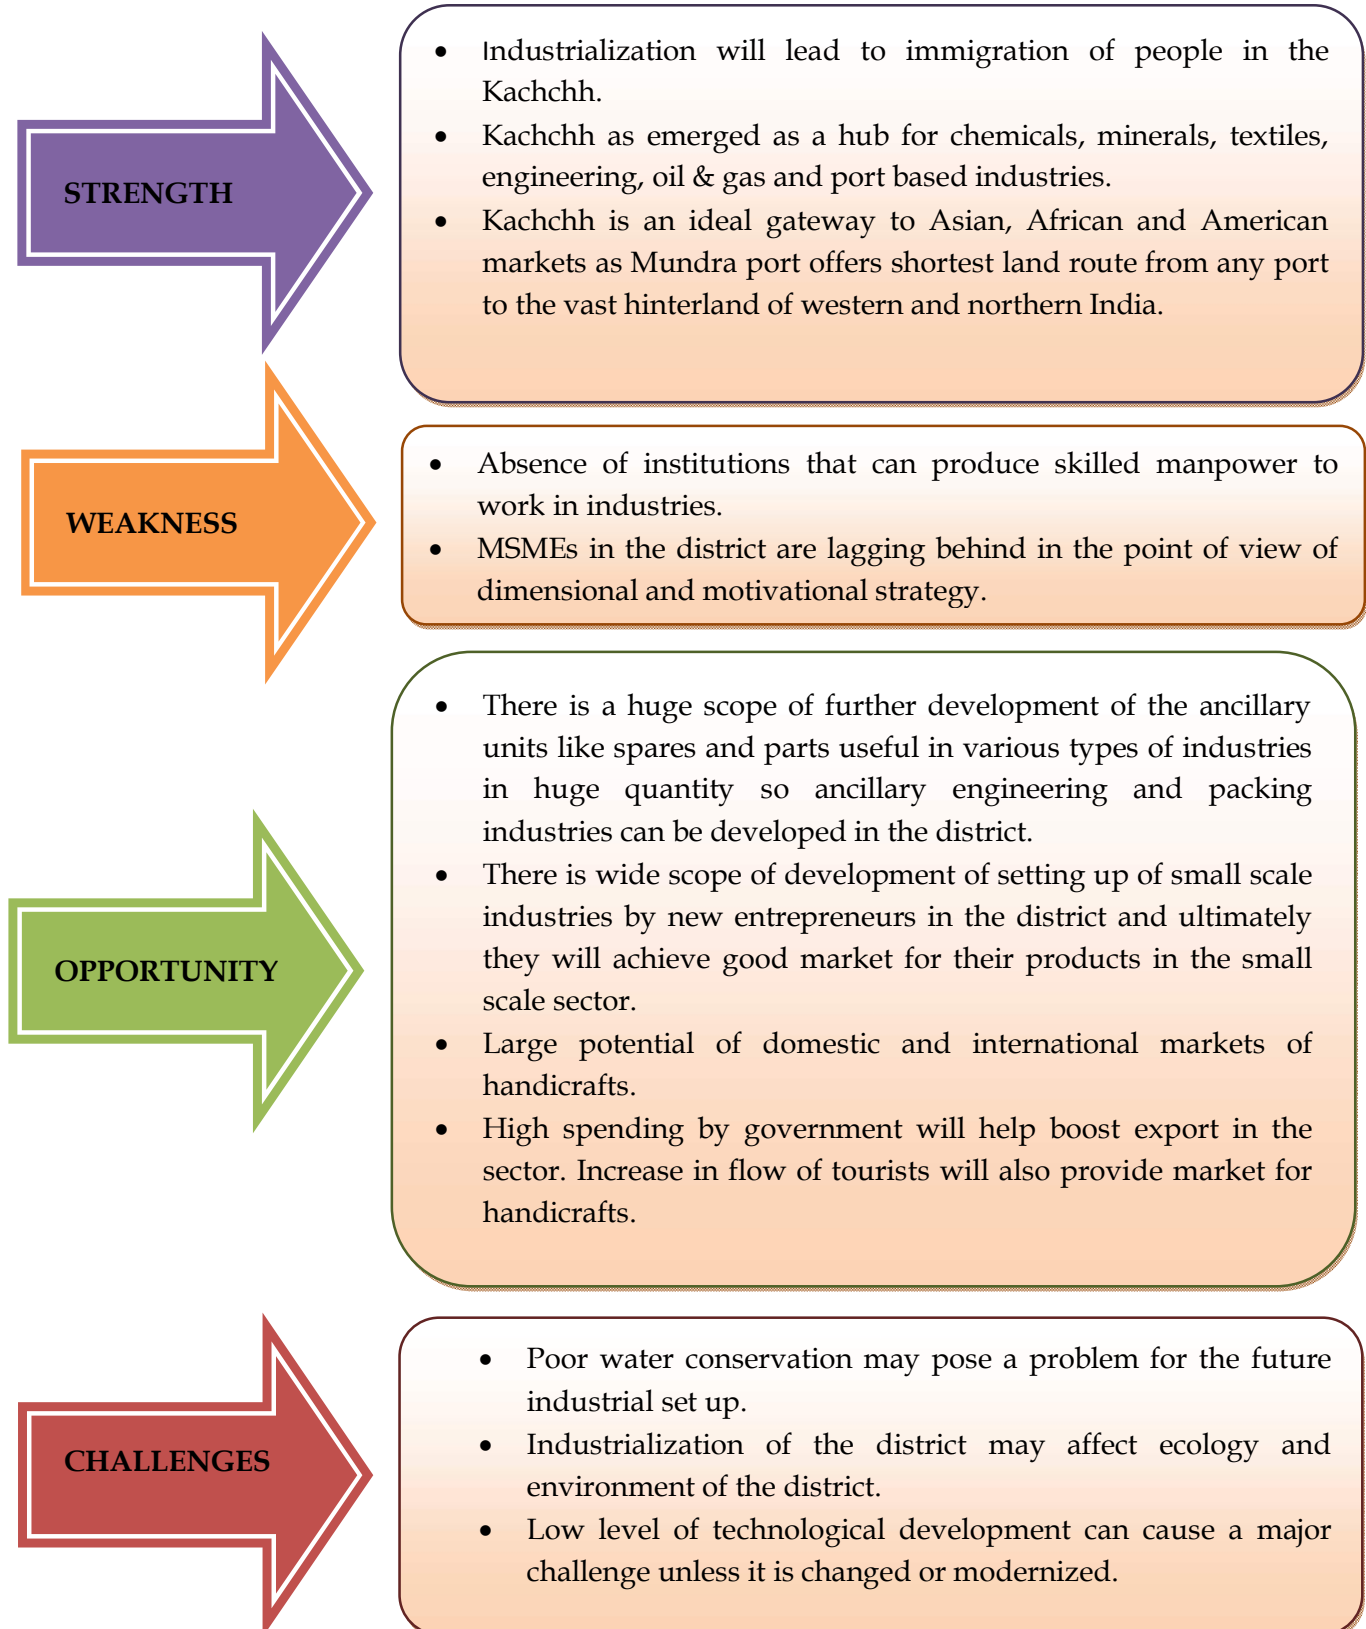 STRENGTH
• Industrialization will lead to immigration of people in the
Kachchh.
• Kachchh as emerged as a hub for chemicals, minerals, textiles,
engineering, oil & gas and port based industries.
• Kachchh is an ideal gateway to Asian, African and American
markets as Mundra port offers shortest land route from any port
to the vast hinterland of western and northern India.
WEAKNESS
• Absence of institutions that can produce skilled manpower to
work in industries.
• MSMEs in the district are lagging behind in the point of view of
dimensional and motivational strategy.
OPPORTUNITY
• There is a huge scope of further development of the ancillary
units like spares and parts useful in various types of industries
in huge quantity so ancillary engineering and packing
industries can be developed in the district.
• There is wide scope of development of setting up of small scale
industries by new entrepreneurs in the district and ultimately
they will achieve good market for their products in the small
scale sector.
• Large potential of domestic and international markets of
handicrafts.
• High spending by government will help boost export in the
sector. Increase in flow of tourists will also provide market for
handicrafts.
CHALLENGES
• Poor water conservation may pose a problem for the future
industrial set up.
• Industrialization of the district may affect ecology and
environment of the district.
• Low level of technological development can cause a major
challenge unless it is changed or modernized.